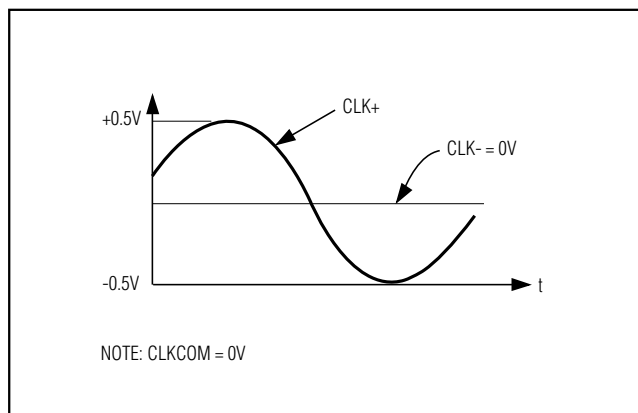 +0.5V
CLK+
CLK- = 0V
-0.5V
t
NOTE: CLKCOM = 0V